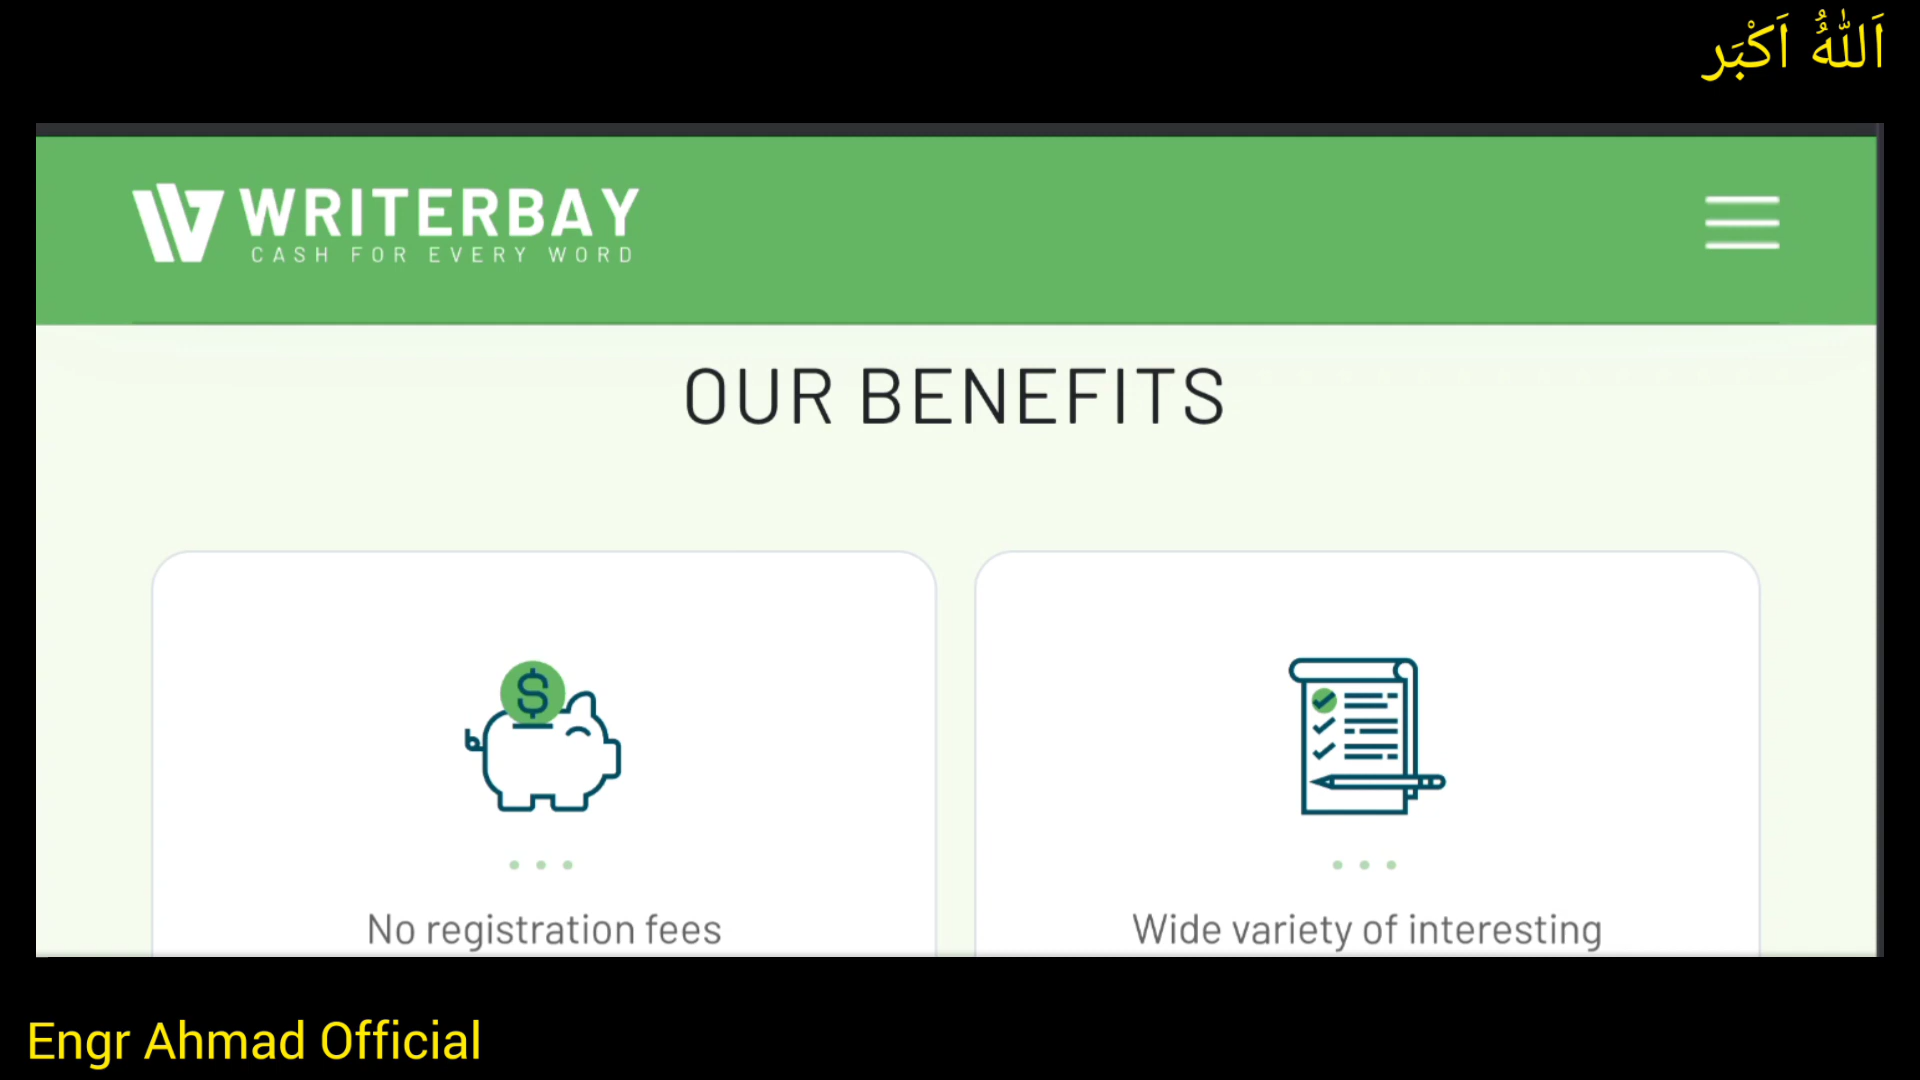 اَللّٰهُ اَكْبَر
WRITERBAY
CASH FOR EVERY WORD
OUR BENEFITS
No registration fees
Wide variety of interesting
Engr Ahmad Official